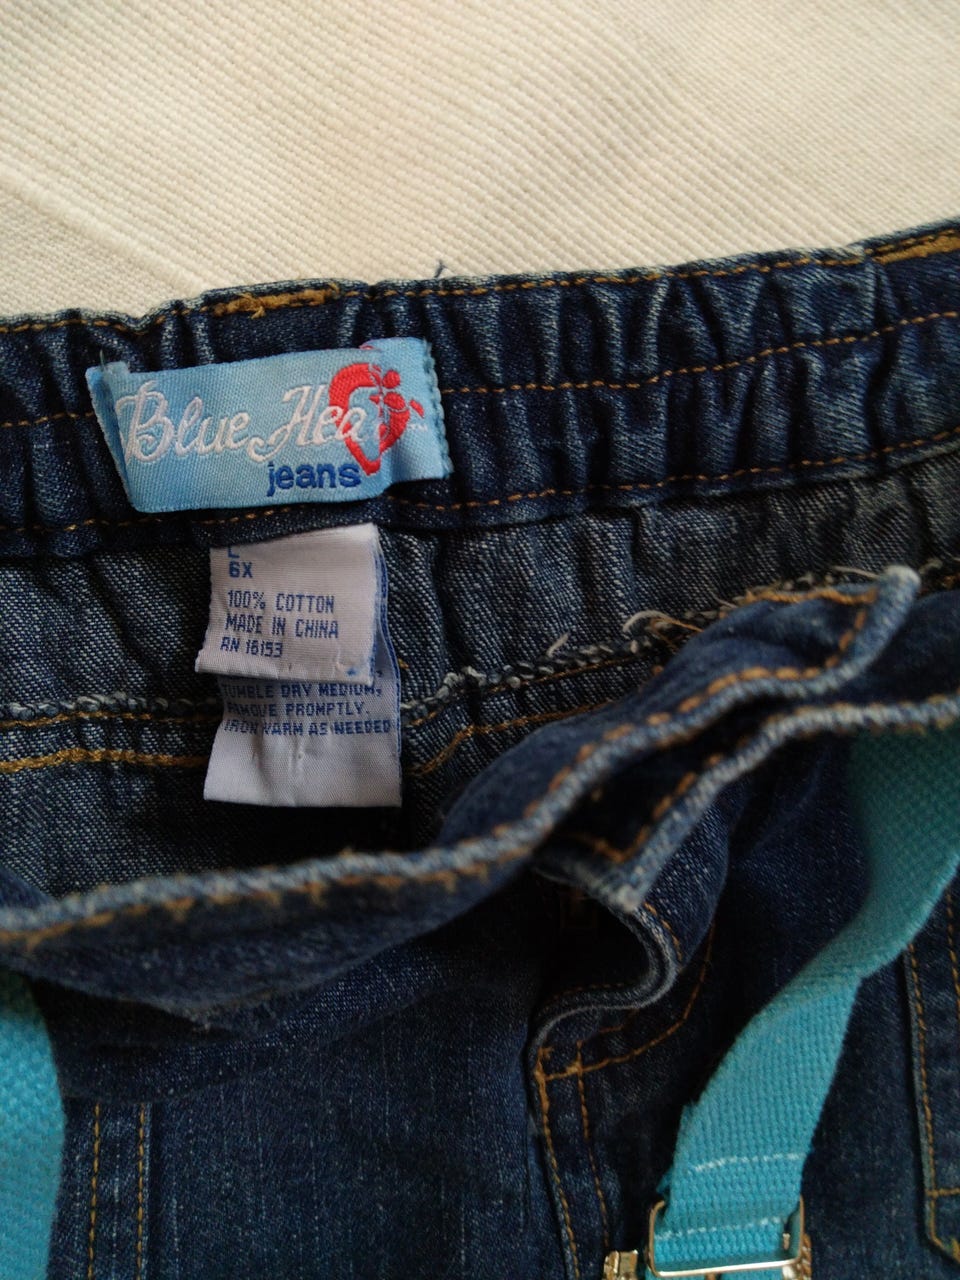 Blue Hea
jeans
L
6X
100% COTTON
MADE IN CHINA
RN 16153
TUMBLE DRY MEDIUM,
REMOVE PROMPTLY.
IRON WARM AS NEEDED